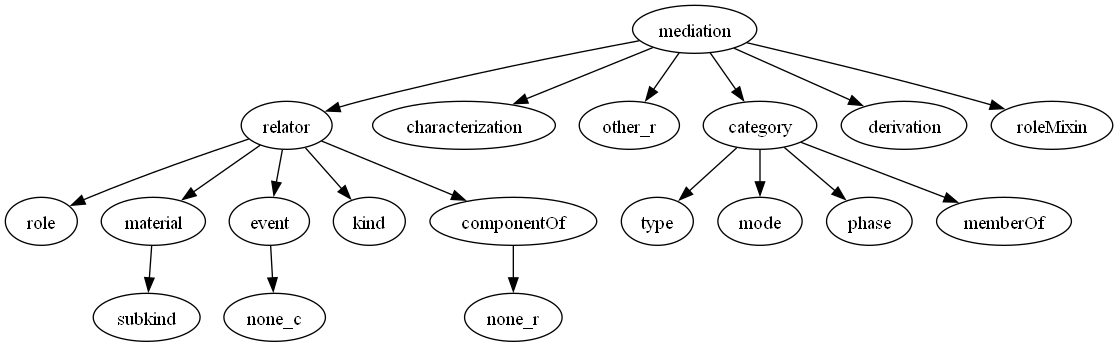 mediation
relator
characterization
other_r
category
derivation
roleMixin
role
material
event
kind
componentOf
type
mode
phase
memberOf
subkind
none_c
none_r